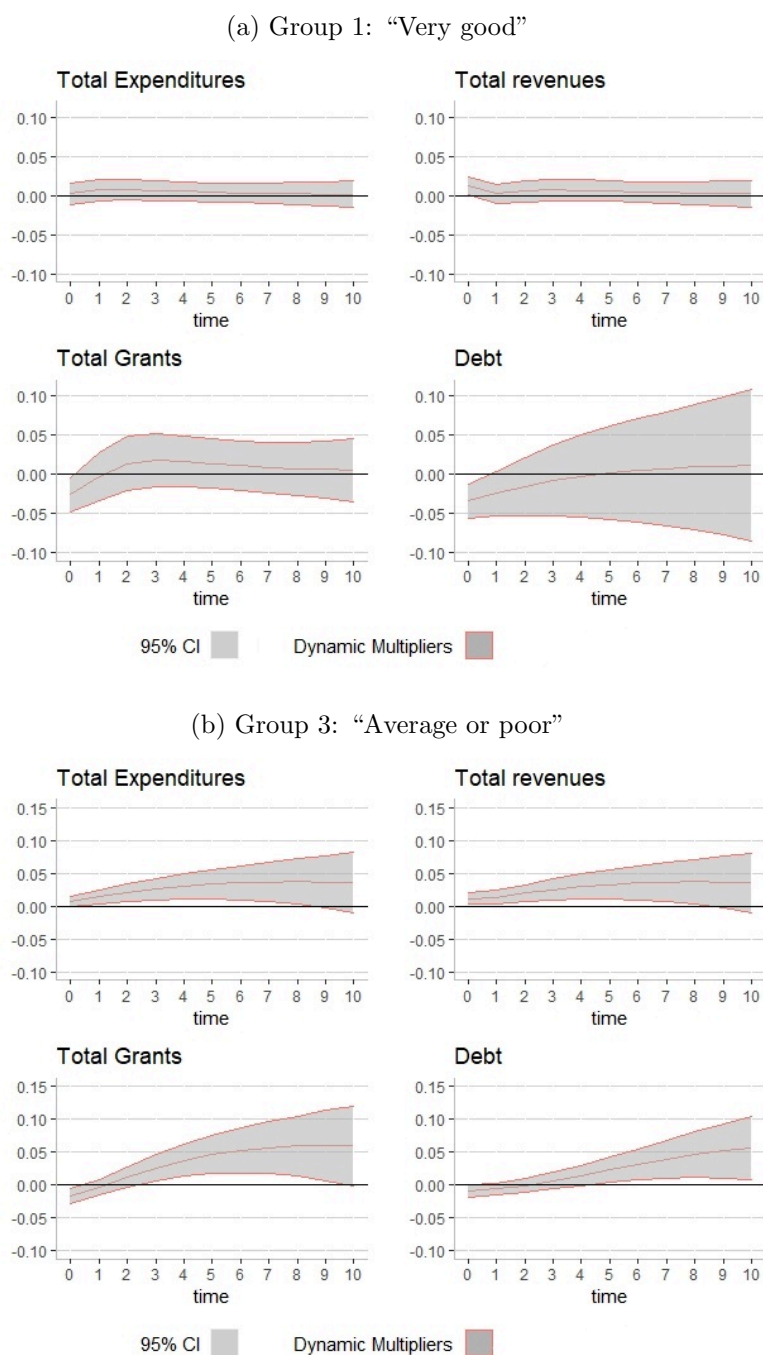 (a) Group 1: “Very good”
Total Expenditures
0.10
0.05
0.00
-0.05
-0.10
0 1 2 3 4 5 6 7 8 9 10
time
Total revenues
0.10
0.05
0.00
-0.05
-0.10
0 1 2 3 4 5 6 7 8 9 10
time
Total Grants
0.10
0.05
0.00
-0.05
-0.10
0 1 2 3 4 5 6 7 8 9 10
time
Debt
0.10
0.05
0.00
-0.05
-0.10
0 1 2 3 4 5 6 7 8 9 10
time
95% CI Dynamic Multipliers
(b) Group 3: “Average or poor”
Total Expenditures
0.15
0.10
0.05
0.00
-0.05
-0.10
0 1 2 3 4 5 6 7 8 9 10
time
Total revenues
0.15
0.10
0.05
0.00
-0.05
-0.10
0 1 2 3 4 5 6 7 8 9 10
time
Total Grants
0.15
0.10
0.05
0.00
-0.05
-0.10
0 1 2 3 4 5 6 7 8 9 10
time
Debt
0.15
0.10
0.05
0.00
-0.05
-0.10
0 1 2 3 4 5 6 7 8 9 10
time
95% CI Dynamic Multipliers